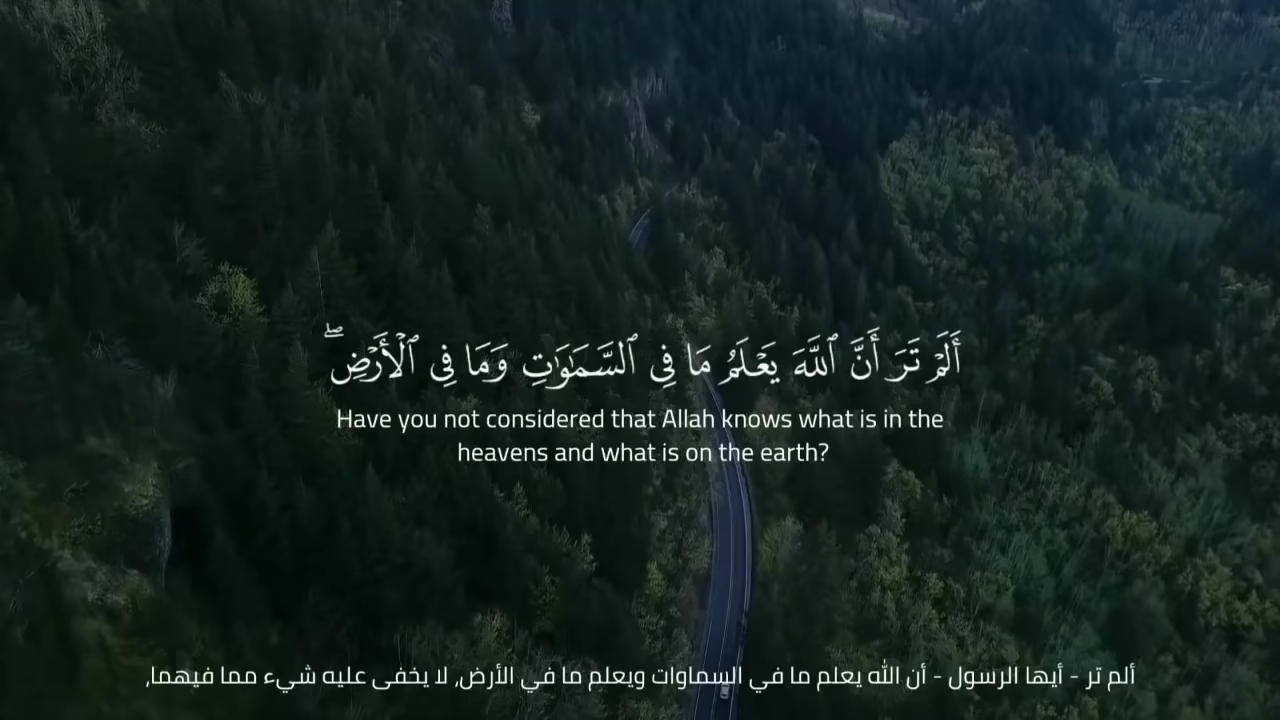 أَلَمْ تَرَ أَنَّ ٱللَّهَ يَعْلَمُ مَا فِى ٱلسَّمَـٰوَٰتِ وَمَا فِى ٱلْأَرْضِ ۖ
Have you not considered that Allah knows what is in the
heavens and what is on the earth?
ألم تر - أيها الرسول - أن الله يعلم ما في السماوات ويعلم ما في الأرض, لا يخفى عليه شيء مما فيهما,